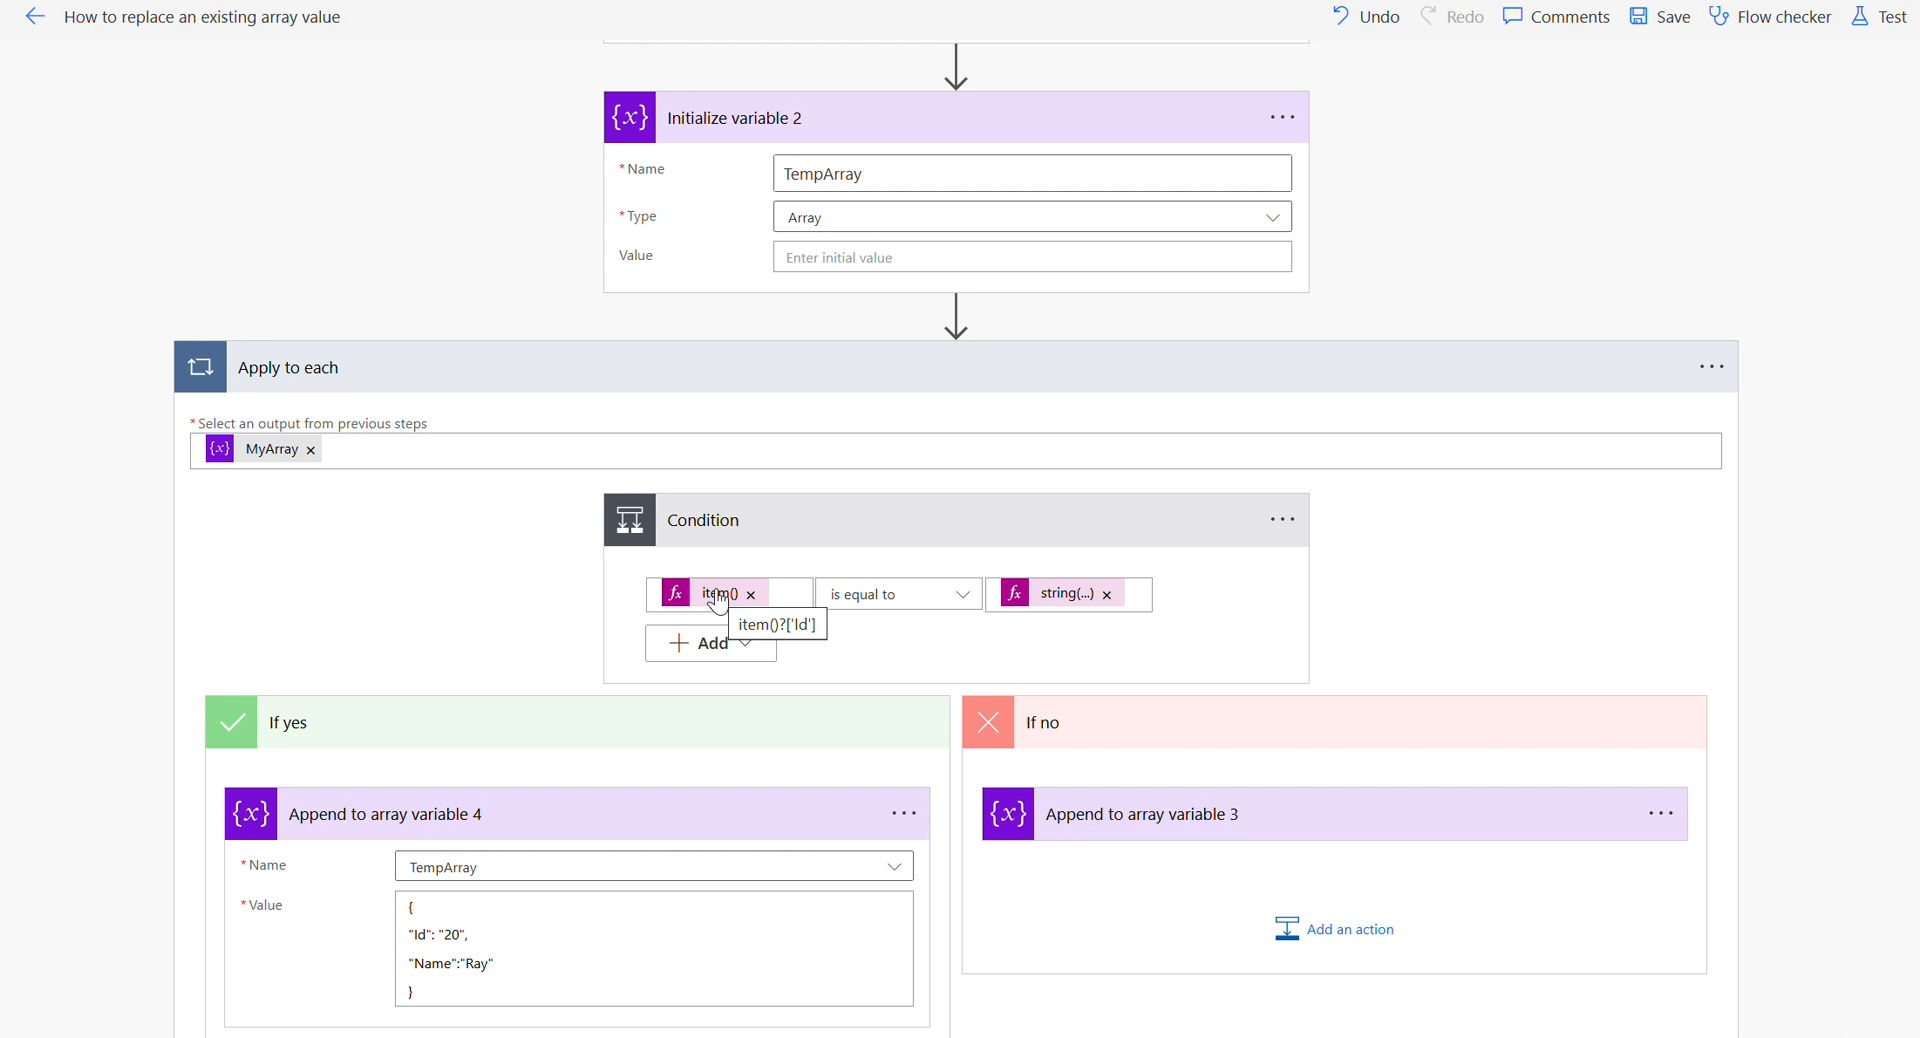 How to replace an existing array value
Undo
Redo
Comments
Save
Flow checker
Test
{x}
Initialize variable 2
* Name
TempArray
* Type
Array
Value
Enter initial value
Apply to each
* Select an output from previous steps
{x}
MyArray
Condition
fx
item()
is equal to
fx
string(...)
item()?['Id']
Add
If yes
If no
{x}
Append to array variable 4
{x}
Append to array variable 3
* Name
TempArray
* Value
{
"Id": "20",
"Name":"Ray"
}
Add an action